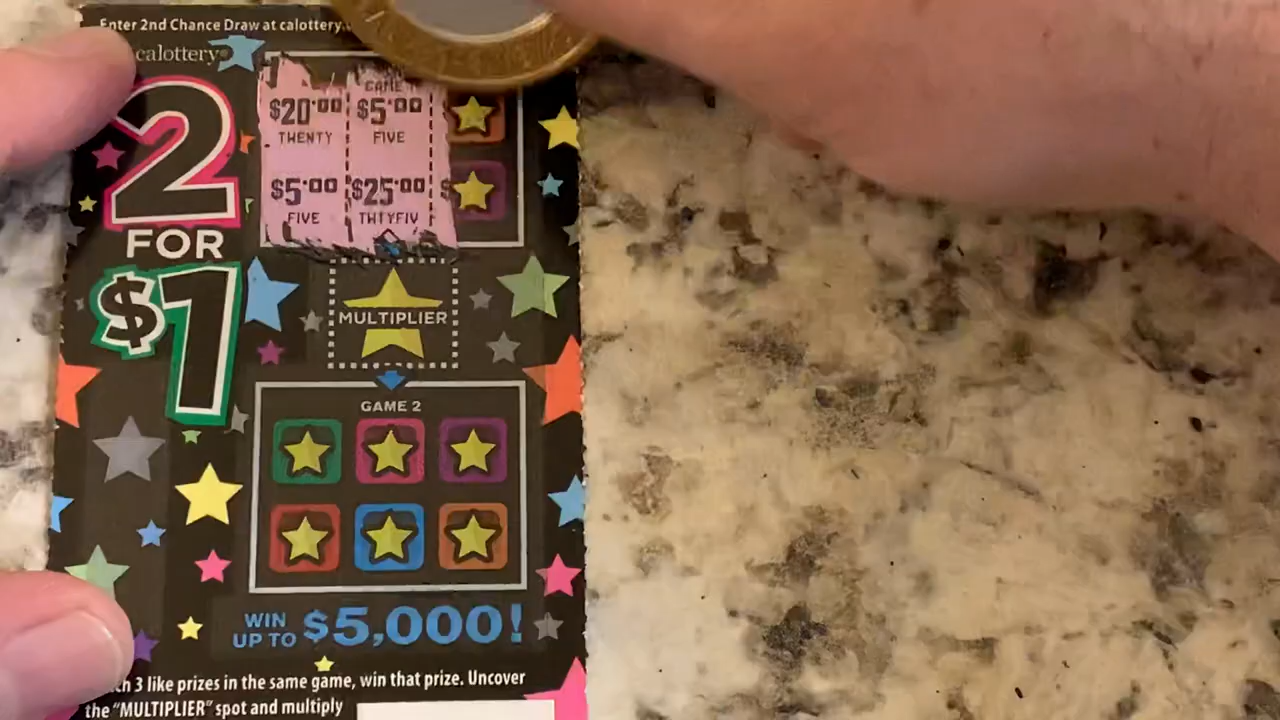 Enter 2nd Chance Draw at calottery.
calottery
2
FOR
$1
GAME
$20.00 $5.00
TWENTY FIVE
$5.00 $25.00 $
FIVE TWTYFIV
MULTIPLIER
GAME 2
WIN
UP TO $5,000!
3 like prizes in the same game, win that prize. Uncover
the "MULTIPLIER" spot and multiply